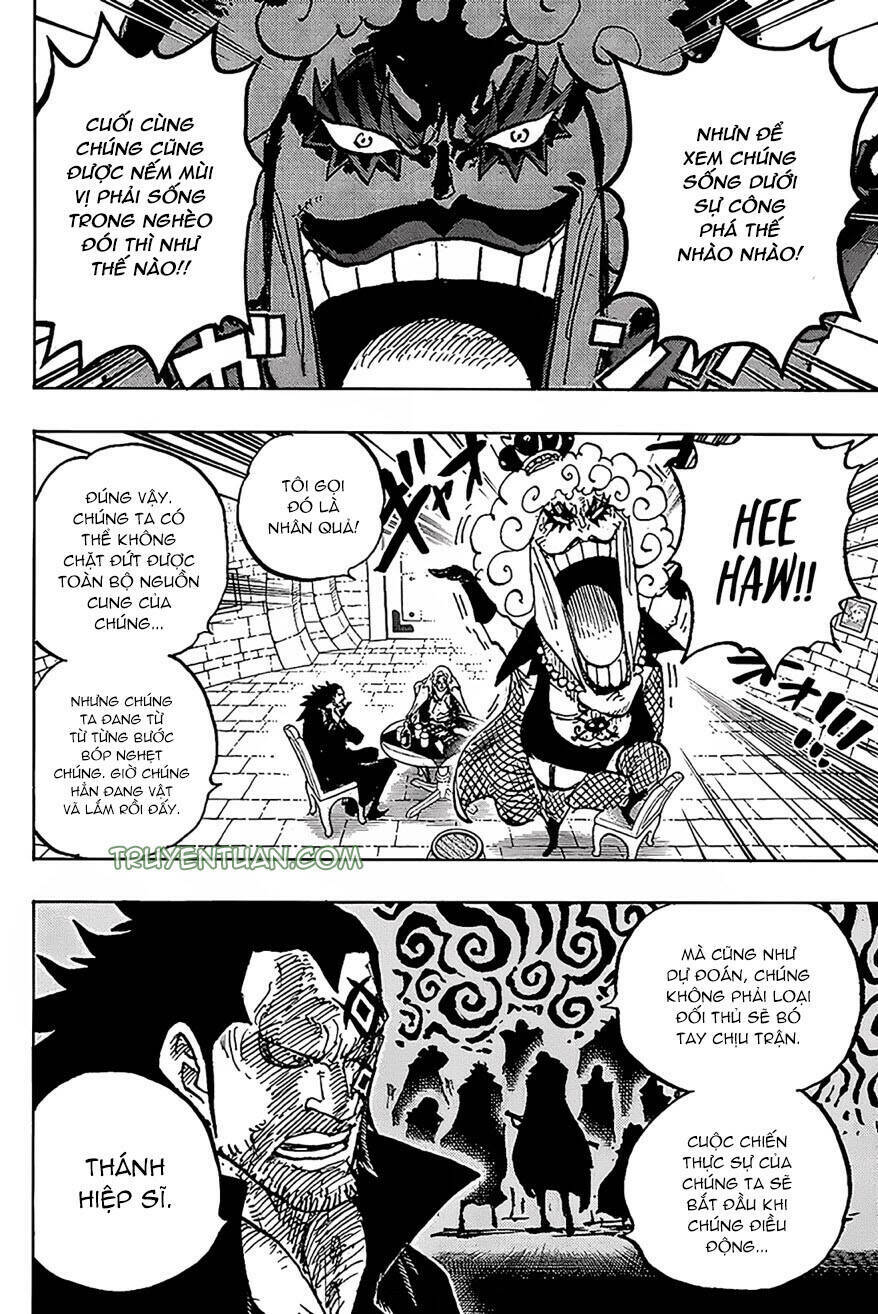 NHƯN ĐỂ
XEM CHÚNG
SỐNG DƯỚI
SỰ CÔNG
PHÁ THẾ
NHÀO NHÀO!
CUỐI CÙNG
CHÚNG CŨNG
ĐƯỢC NẾM MÙI
VỊ PHẢI SỐNG
TRONG NGHÈO
ĐÓI THÌ NHƯ
THẾ NÀO!!
HEE
HAW!!
TÔI GỌI
ĐÓ LÀ
NHÂN QUẢ!
ĐÚNG VẬY.
CHÚNG TA CÓ
THỂ KHÔNG
CHẶT ĐỨT ĐƯỢC
TOÀN BỘ NGUỒN
CUNG CỦA
CHÚNG...
NHƯNG CHÚNG
TA ĐANG TỪ
TỪ TỪNG BƯỚC
BÓP NGHẸT
CHÚNG. GIỜ CHÚNG
HẲN ĐANG VẬT
VÃ LẮM RỒI ĐẤY.
TRUYENTUAN.COM
MÀ CŨNG NHƯ
DỰ ĐOÁN, CHÚNG
KHÔNG PHẢI LOẠI
ĐỐI THỦ SẼ BÓ
TAY CHỊU TRẬN.
CUỘC CHIẾN
THỰC SỰ CỦA
CHÚNG TA SẼ
BẮT ĐẦU KHI
CHÚNG ĐIỀU
ĐỘNG...
THÁNH
HIỆP SĨ.